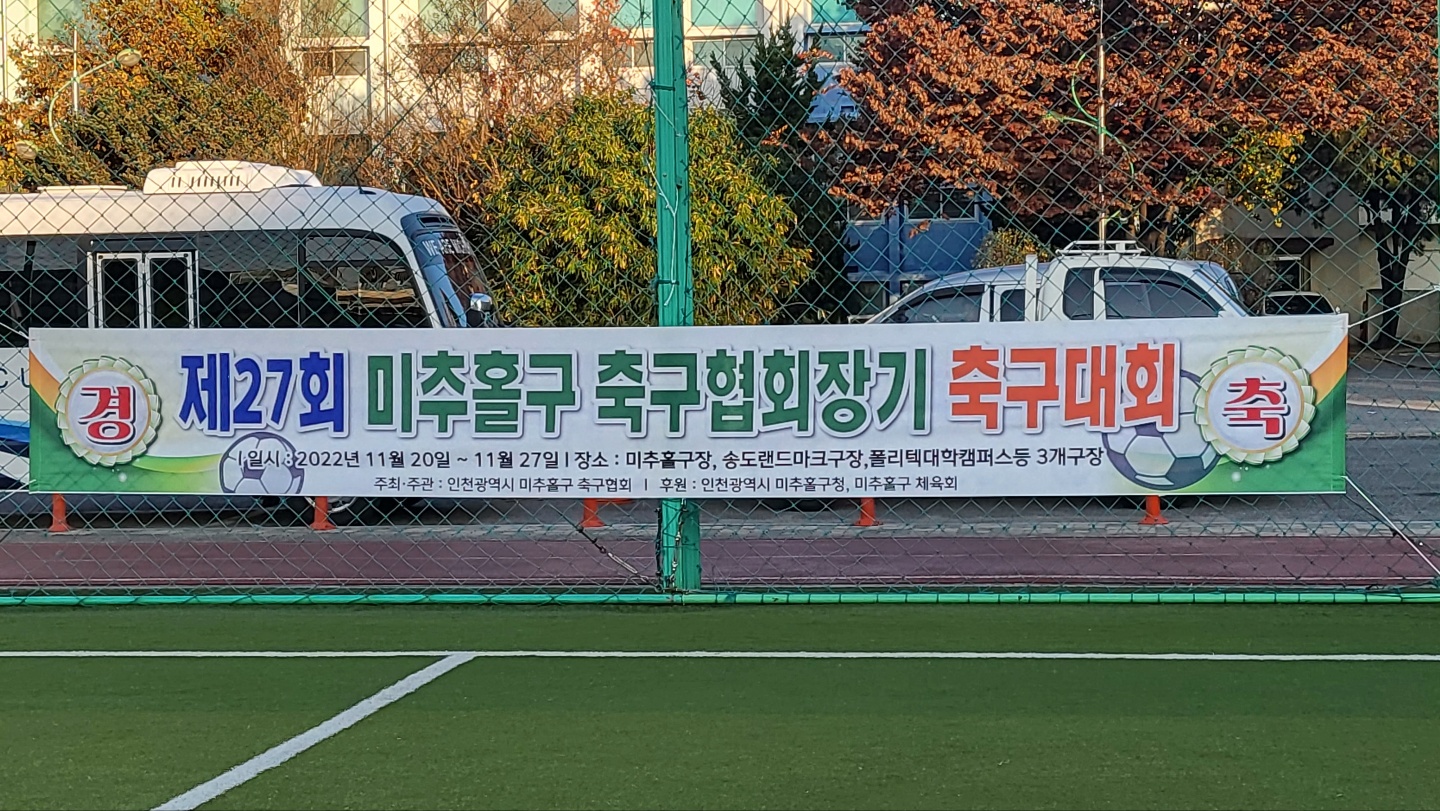 경 제27회 미추홀구 축구협회장기 축구대회 축
I 일시 : 2022년 11월 20일 ~ 11월 27일 I 장소 : 미추홀구장, 송도랜드마크구장,폴리텍대학캠퍼스등 3개구장
주최·주관 : 인천광역시 미추홀구 축구협회 I 후원 : 인천광역시 미추홀구청, 미추홀구 체육회